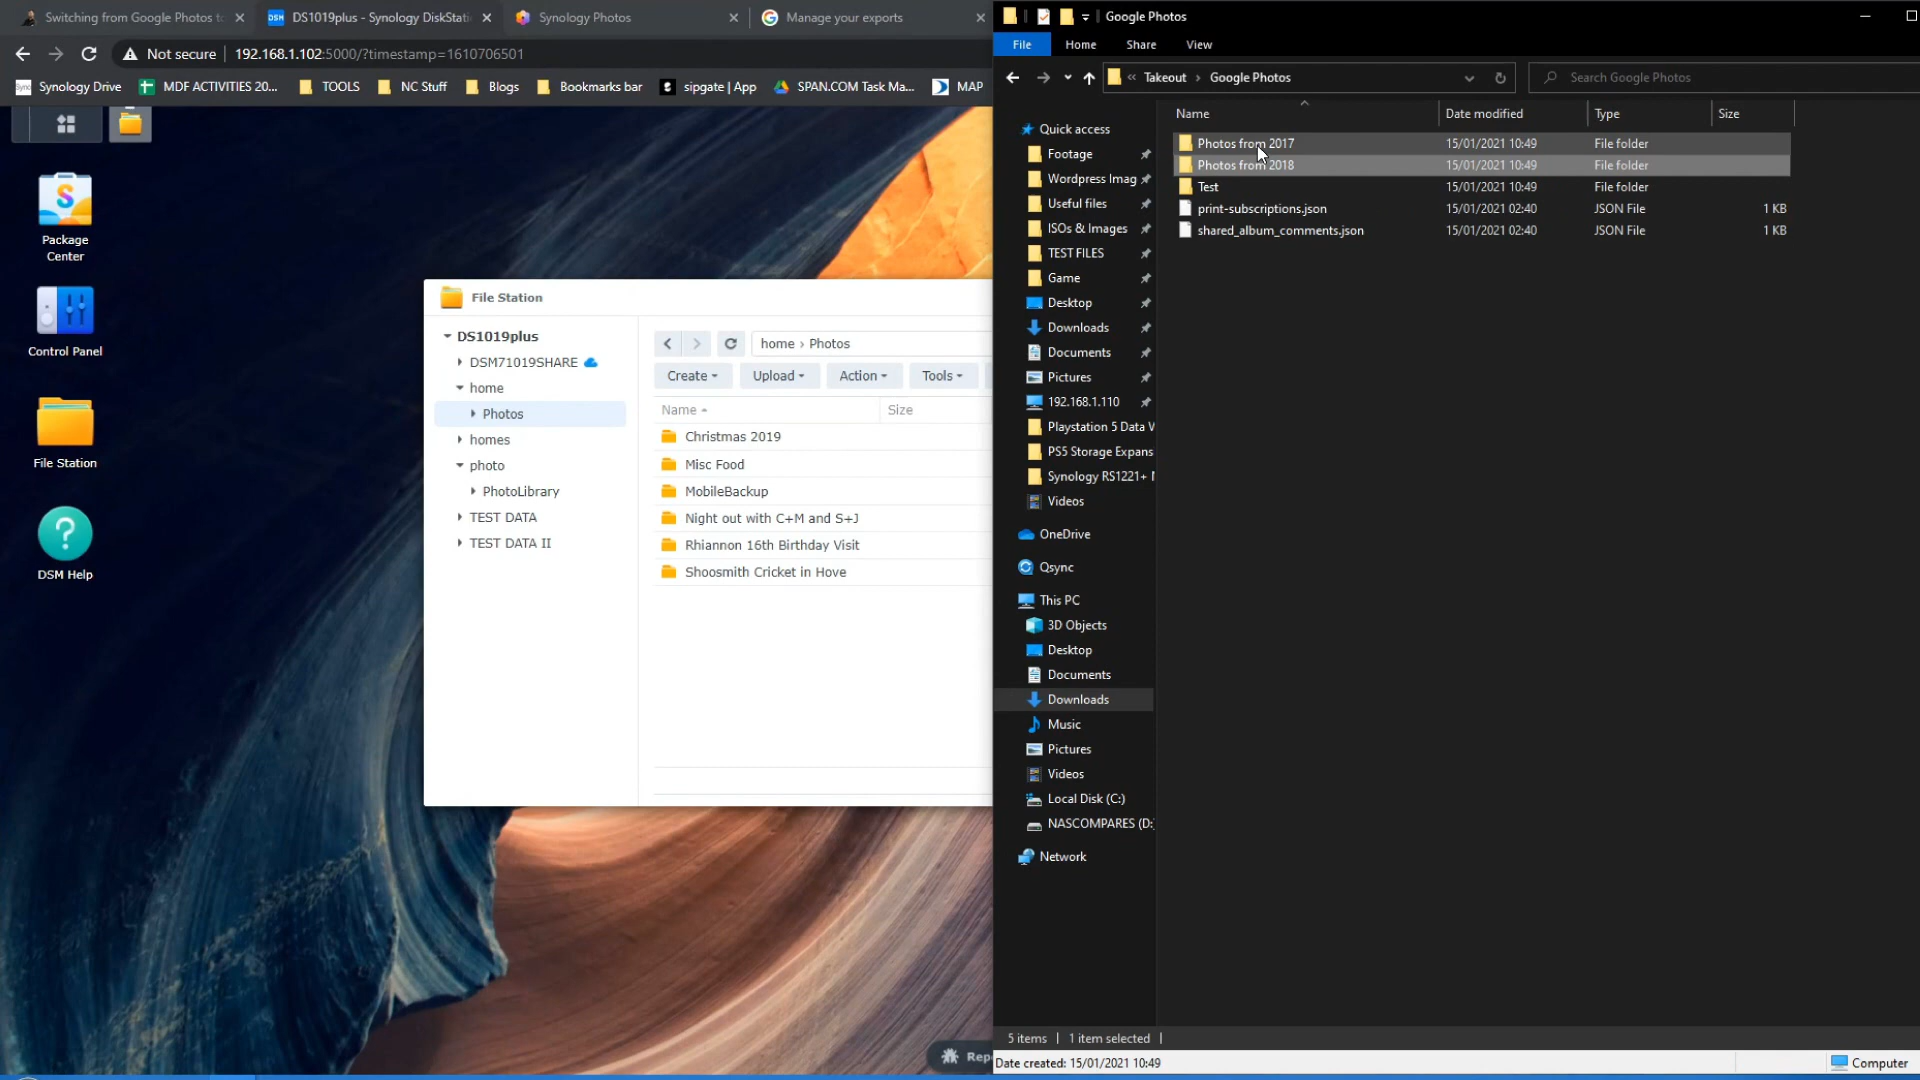 Switching from Google Photos to
DS1019plus - Synology DiskStati
Synology Photos
Manage your exports
Not secure
192.168.1.102:5000/?timestamp=1610706501
Synology Drive
MDF ACTIVITIES 20...
TOOLS
NC Stuff
Blogs
Bookmarks bar
sipgate | App
SPAN.COM Task Ma...
MAP
Package
Center
Control Panel
File Station
DSM Help
File Station
DS1019plus
DSM71019SHARE
home
Photos
homes
photo
PhotoLibrary
TEST DATA
TEST DATA II
home › Photos
Create
Upload
Action
Tools
Name
Size
Christmas 2019
Misc Food
MobileBackup
Night out with C+M and S+J
Rhiannon 16th Birthday Visit
Shoosmith Cricket in Hove
Google Photos
File
Home
Share
View
« Takeout › Google Photos
Search Google Photos
Quick access
Footage
Wordpress Imag
Useful files
ISOs & Images
TEST FILES
Game
Desktop
Downloads
Documents
Pictures
192.168.1.110
Playstation 5 Data V
PS5 Storage Expans
Synology RS1221+
Videos
OneDrive
Qsync
This PC
3D Objects
Desktop
Documents
Downloads
Music
Pictures
Videos
Local Disk (C:)
NASCOMPARES (D:
Network
Name
Date modified
Type
Size
Photos from 2017
15/01/2021 10:49
File folder
Photos from 2018
15/01/2021 10:49
File folder
Test
15/01/2021 10:49
File folder
print-subscriptions.json
15/01/2021 02:40
JSON File
1 KB
shared_album_comments.json
15/01/2021 02:40
JSON File
1 KB
5 items
1 item selected
Date created: 15/01/2021 10:49
Computer